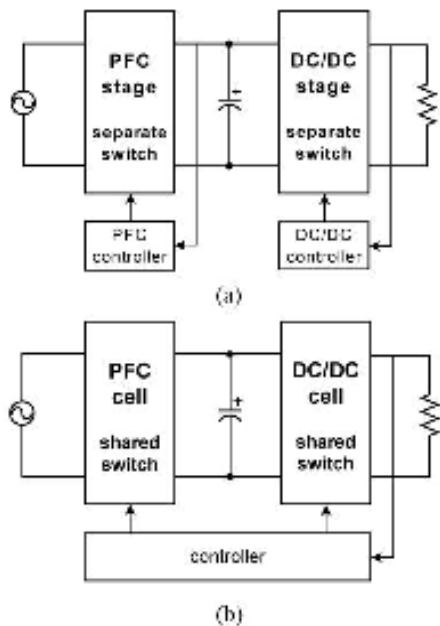 PFC
stage
separate
switch
DC/DC
stage
separate
switch
+
PFC
controller
DC/DC
controller
(a)
PFC
cell
shared
switch
DC/DC
cell
shared
switch
+
controller
(b)